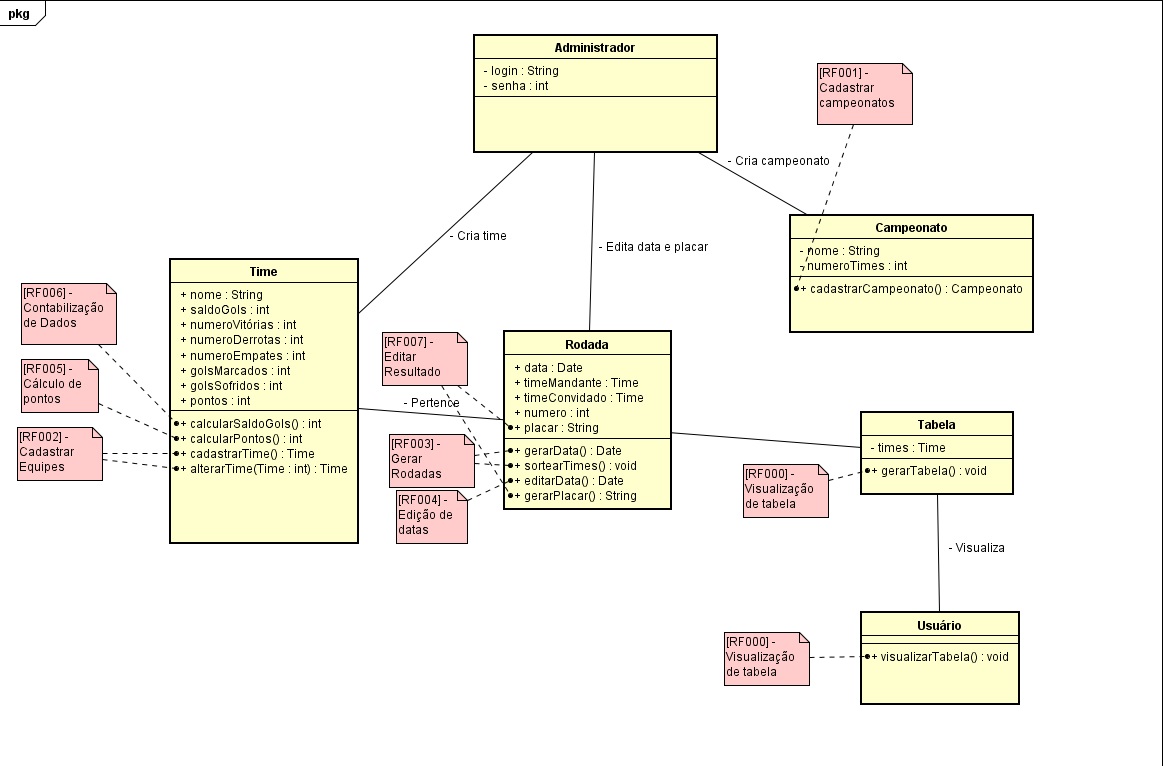 pkg
Administrador
- login : String
- senha : int
[RF001] -
Cadastrar
campeonatos
- Cria campeonato
- Cria time
- Edita data e placar
Campeonato
- nome : String
- numeroTimes : int
+ cadastrarCampeonato() : Campeonato
Time
+ nome : String
+ saldoGols : int
+ numeroVitórias : int
+ numeroDerrotas : int
+ numeroEmpates : int
+ golsMarcados : int
+ golsSofridos : int
+ pontos : int
+ calcularSaldoGols() : int
+ calcularPontos() : int
+ cadastrarTime() : Time
+ alterarTime(Time : int) : Time
[RF006] -
Contabilização
de Dados
[RF005] -
Cálculo de
pontos
[RF002] -
Cadastrar
Equipes
[RF007] -
Editar
Resultado
- Pertence
[RF003] -
Gerar
Rodadas
[RF004] -
Edição de
datas
Rodada
+ data : Date
+ timeMandante : Time
+ timeConvidado : Time
+ numero : int
+ placar : String
+ gerarData() : Date
+ sortearTimes() : void
+ editarData() : Date
+ gerarPlacar() : String
Tabela
- times : Time
+ gerarTabela() : void
[RF000] -
Visualização
de tabela
- Visualiza
Usuário
+ visualizarTabela() : void
[RF000] -
Visualização
de tabela